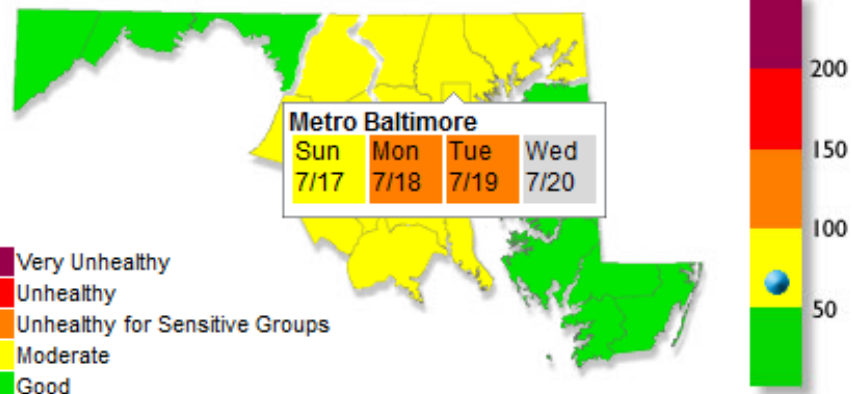 Metro Baltimore
Sun Mon Tue Wed
7/17 7/18 7/19 7/20
Very Unhealthy
Unhealthy
Unhealthy for Sensitive Groups
Moderate
Good
200
150
100
50